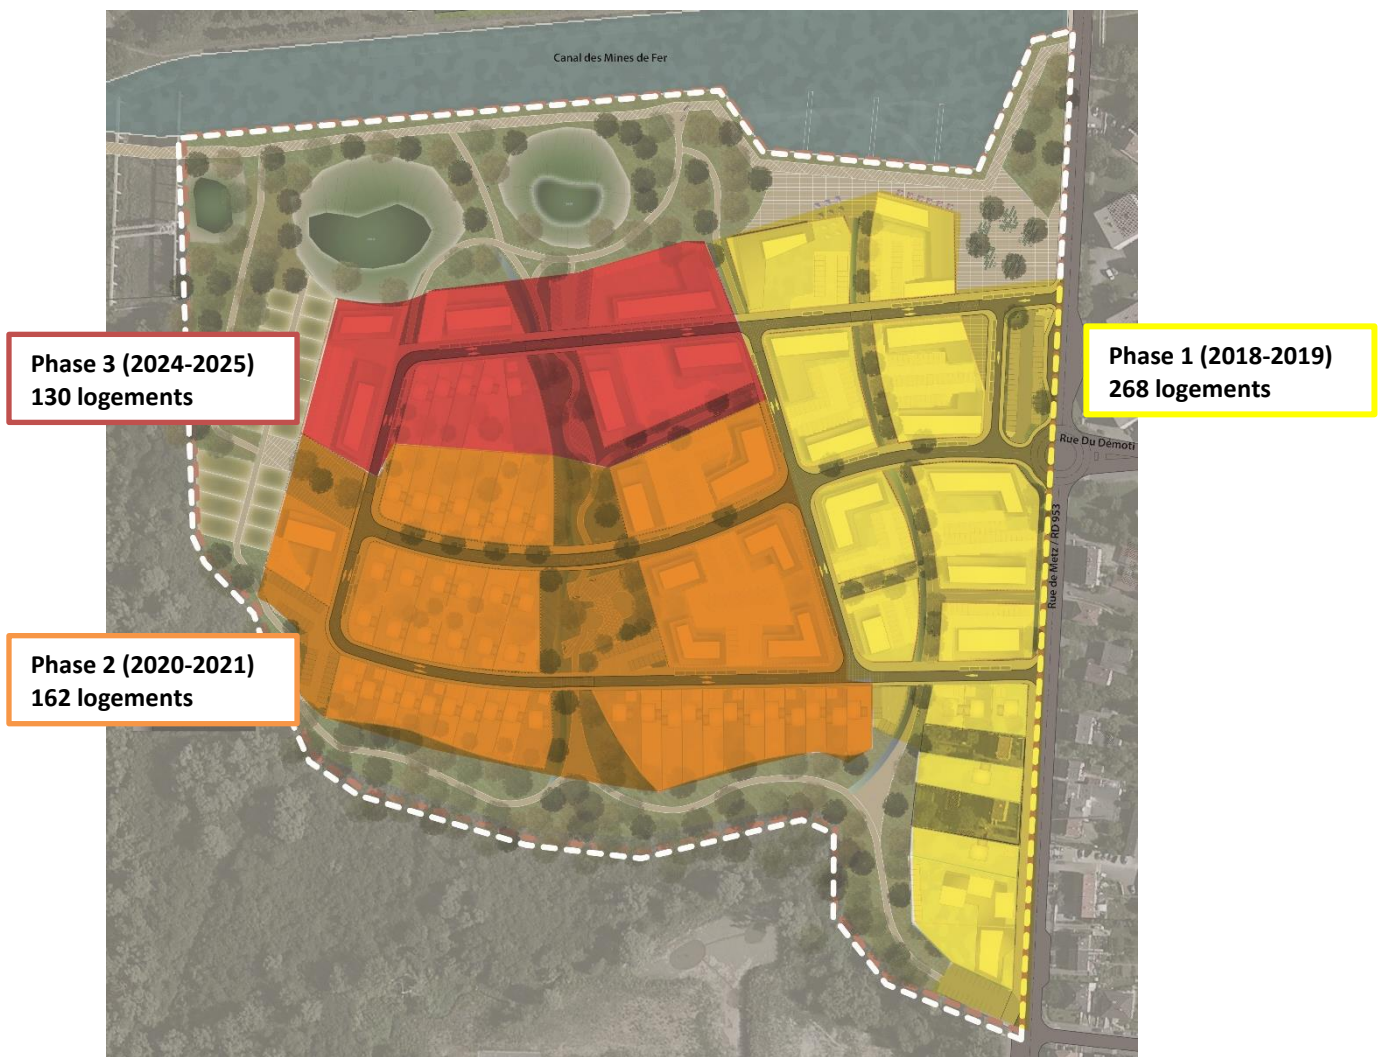 Canal des Mines de Fer
Phase 3 (2024-2025)
130 logements
Phase 1 (2018-2019)
268 logements
Rue Du Démoti
Rue de Metz / RD 953
Phase 2 (2020-2021)
162 logements